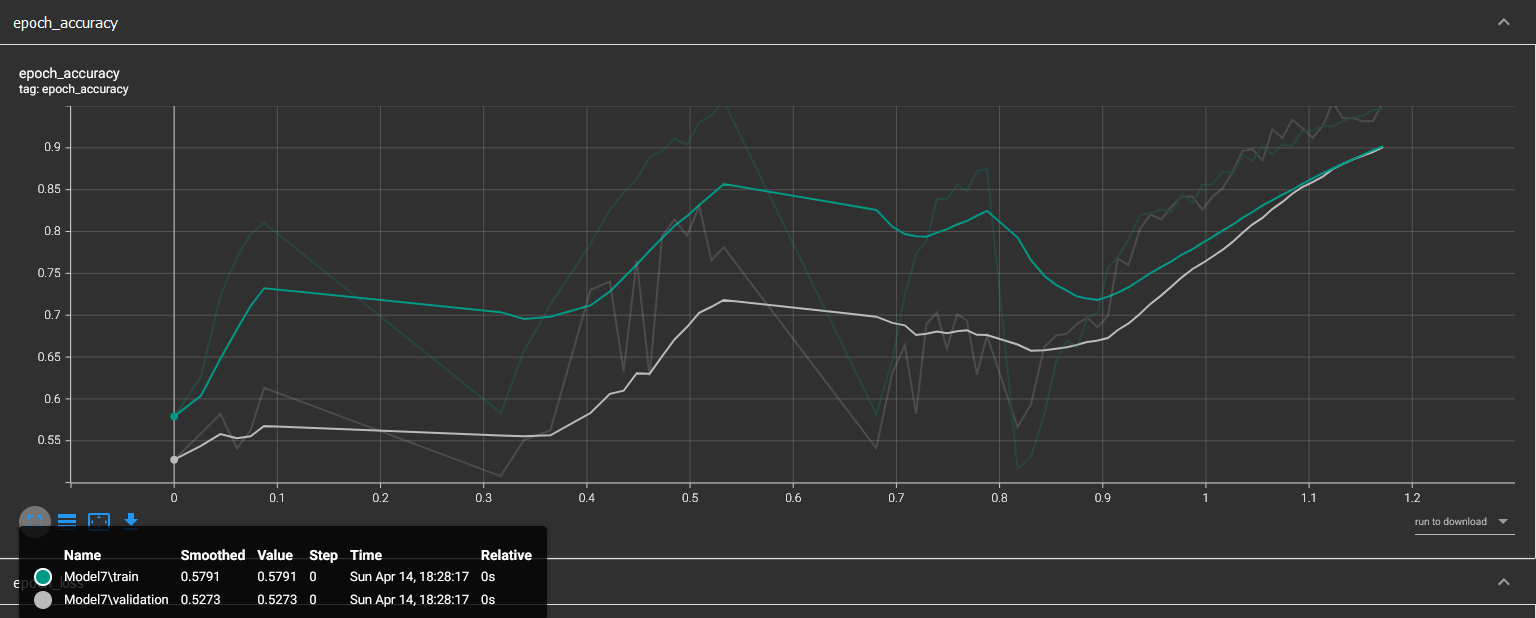 epoch_accuracy
epoch_accuracy
tag: epoch_accuracy
0.9
0.85
0.8
0.75
0.7
0.65
0.6
0.55
0 0.1 0.2 0.3 0.4 0.5 0.6 0.7 0.8 0.9 1 1.1 1.2
run to download
Name Smoothed Value Step Time Relative
Model7\train 0.5791 0.5791 0 Sun Apr 14, 18:28:17 0s
Model7\validation 0.5273 0.5273 0 Sun Apr 14, 18:28:17 0s